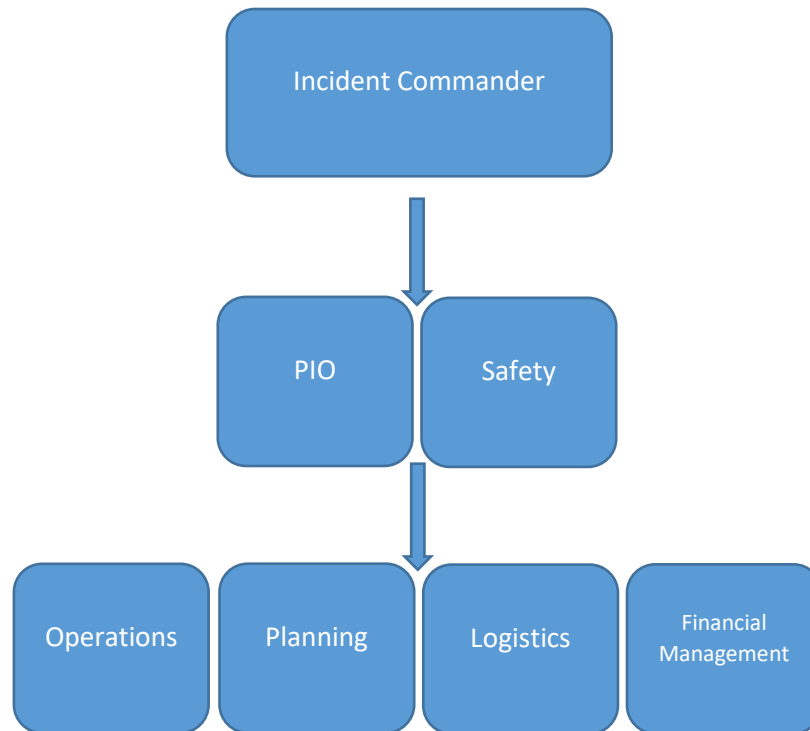 Incident Commander
PIO
Safety
Operations
Planning
Logistics
Financial
Management